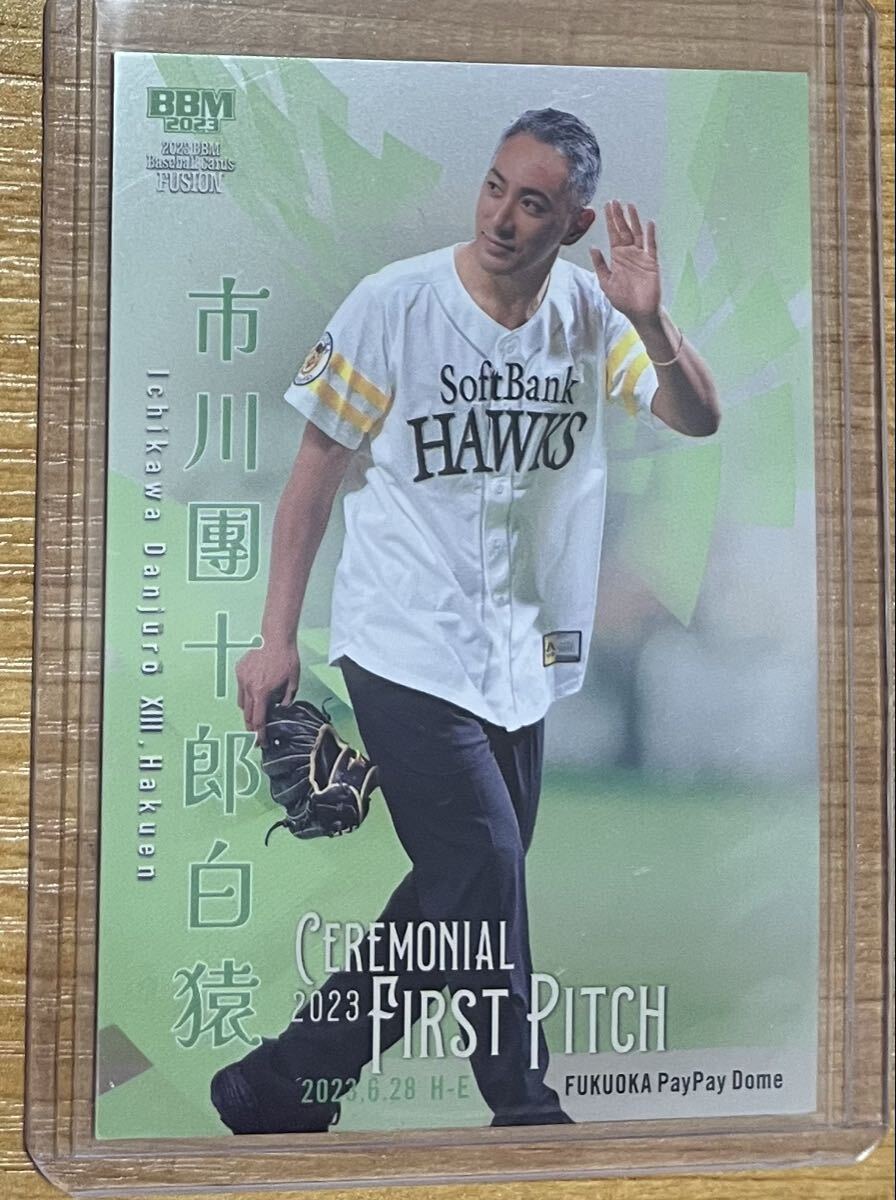 BBM
2023
2023 BBM
Baseball Cards
FUSION
市川團十郎白猿
Ichikawa Danjuro XIII, Hakuen
SoftBank
HAWKS
CEREMONIAL
2023 FIRST PITCH
2023.6.28 H-E
FUKUOKA PayPay Dome